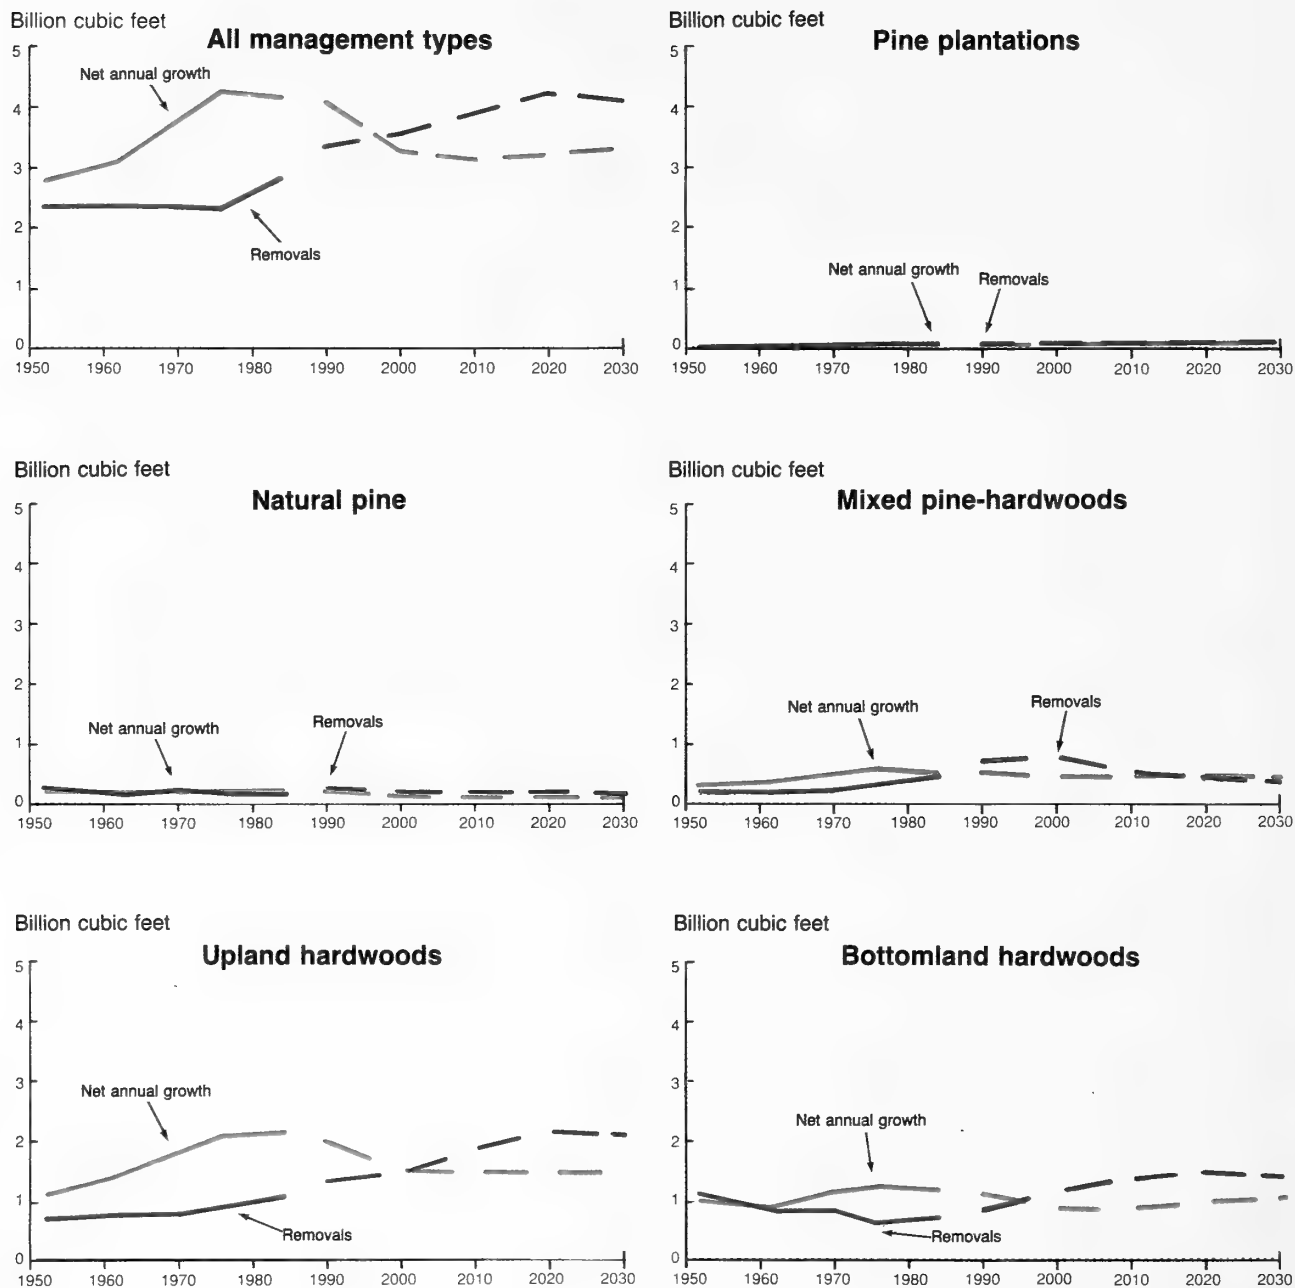 Billion cubic feet
All management types
5
Net annual growth
4
3
2
Removals
1
0
1950 1960 1970 1980 1990 2000 2010 2020 2030
Billion cubic feet
Pine plantations
5
4
3
2
Net annual growth
Removals
1
0
1950 1960 1970 1980 1990 2000 2010 2020 2030
Billion cubic feet
Natural pine
5
4
3
2
Net annual growth
Removals
1
0
1950 1960 1970 1980 1990 2000 2010 2020 2030
Billion cubic feet
Mixed pine-hardwoods
5
4
3
2
Net annual growth
Removals
1
0
1950 1960 1970 1980 1990 2000 2010 2020 2030
Billion cubic feet
Upland hardwoods
5
4
3
Net annual growth
2
1
Removals
0
1950 1960 1970 1980 1990 2000 2010 2020 2030
Billion cubic feet
Bottomland hardwoods
5
4
3
Net annual growth
2
1
Removals
0
1950 1960 1970 1980 1990 2000 2010 2020 2030